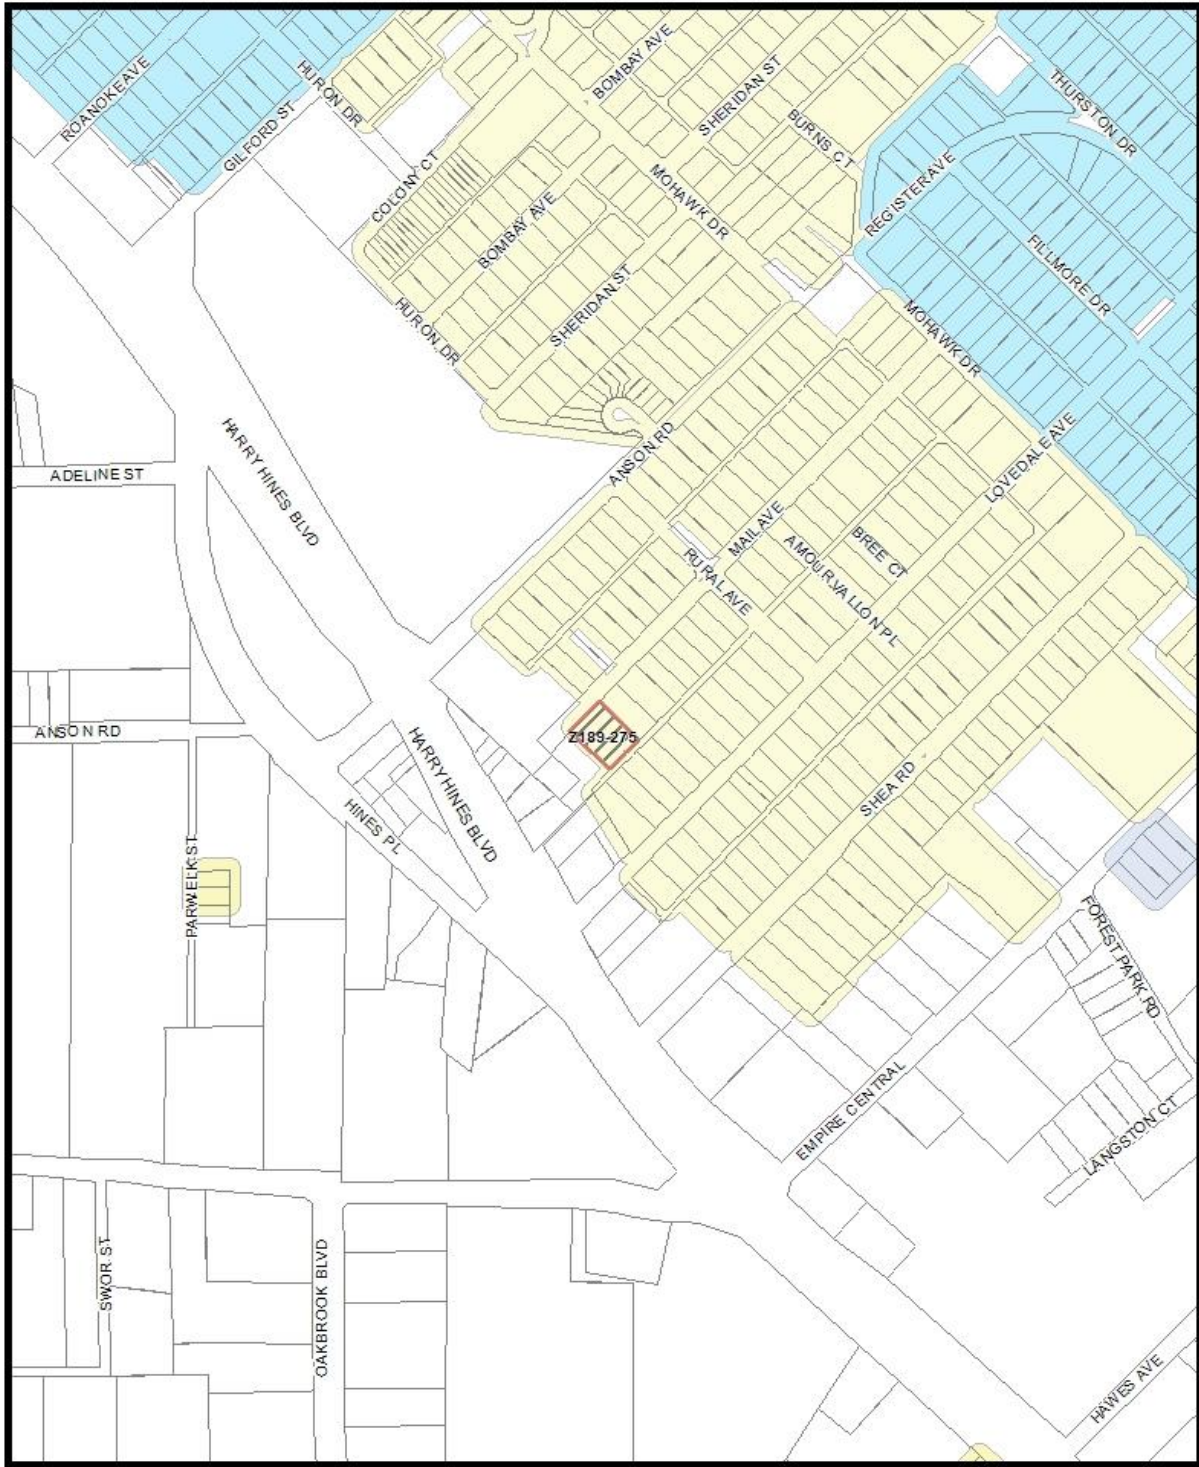 ROANOKE AVE
HURON DR
GILFORD ST
COLONY CT
BOMBAY AVE
SHERIDAN ST
BURNS CT
THURSTON DR
MOHAWK DR
REGISTER AVE
BOMBAY AVE
SHERIDAN ST
FILLMORE DR
HURON DR
MOHAWK DR
HARRY HINES BLVD
ADELINE ST
ANSON RD
LOVEDALE AVE
MAIL AVE
BREE CT
RURAL AVE
AMOUR VALLON PL
ANSON RD
Z189-275
HARRY HINES BLVD
HINES PL
SHEA RD
PARWELK ST
FOREST PARK RD
EMPIRE CENTRAL
LANGSTON CT
SWOR ST
OAKBROOK BLVD
HAWES AVE